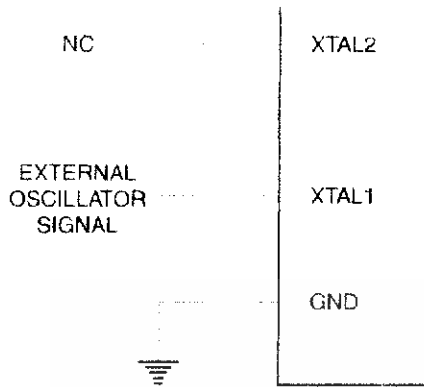 NC
XTAL2
EXTERNAL
OSCILLATOR
SIGNAL
XTAL1
GND